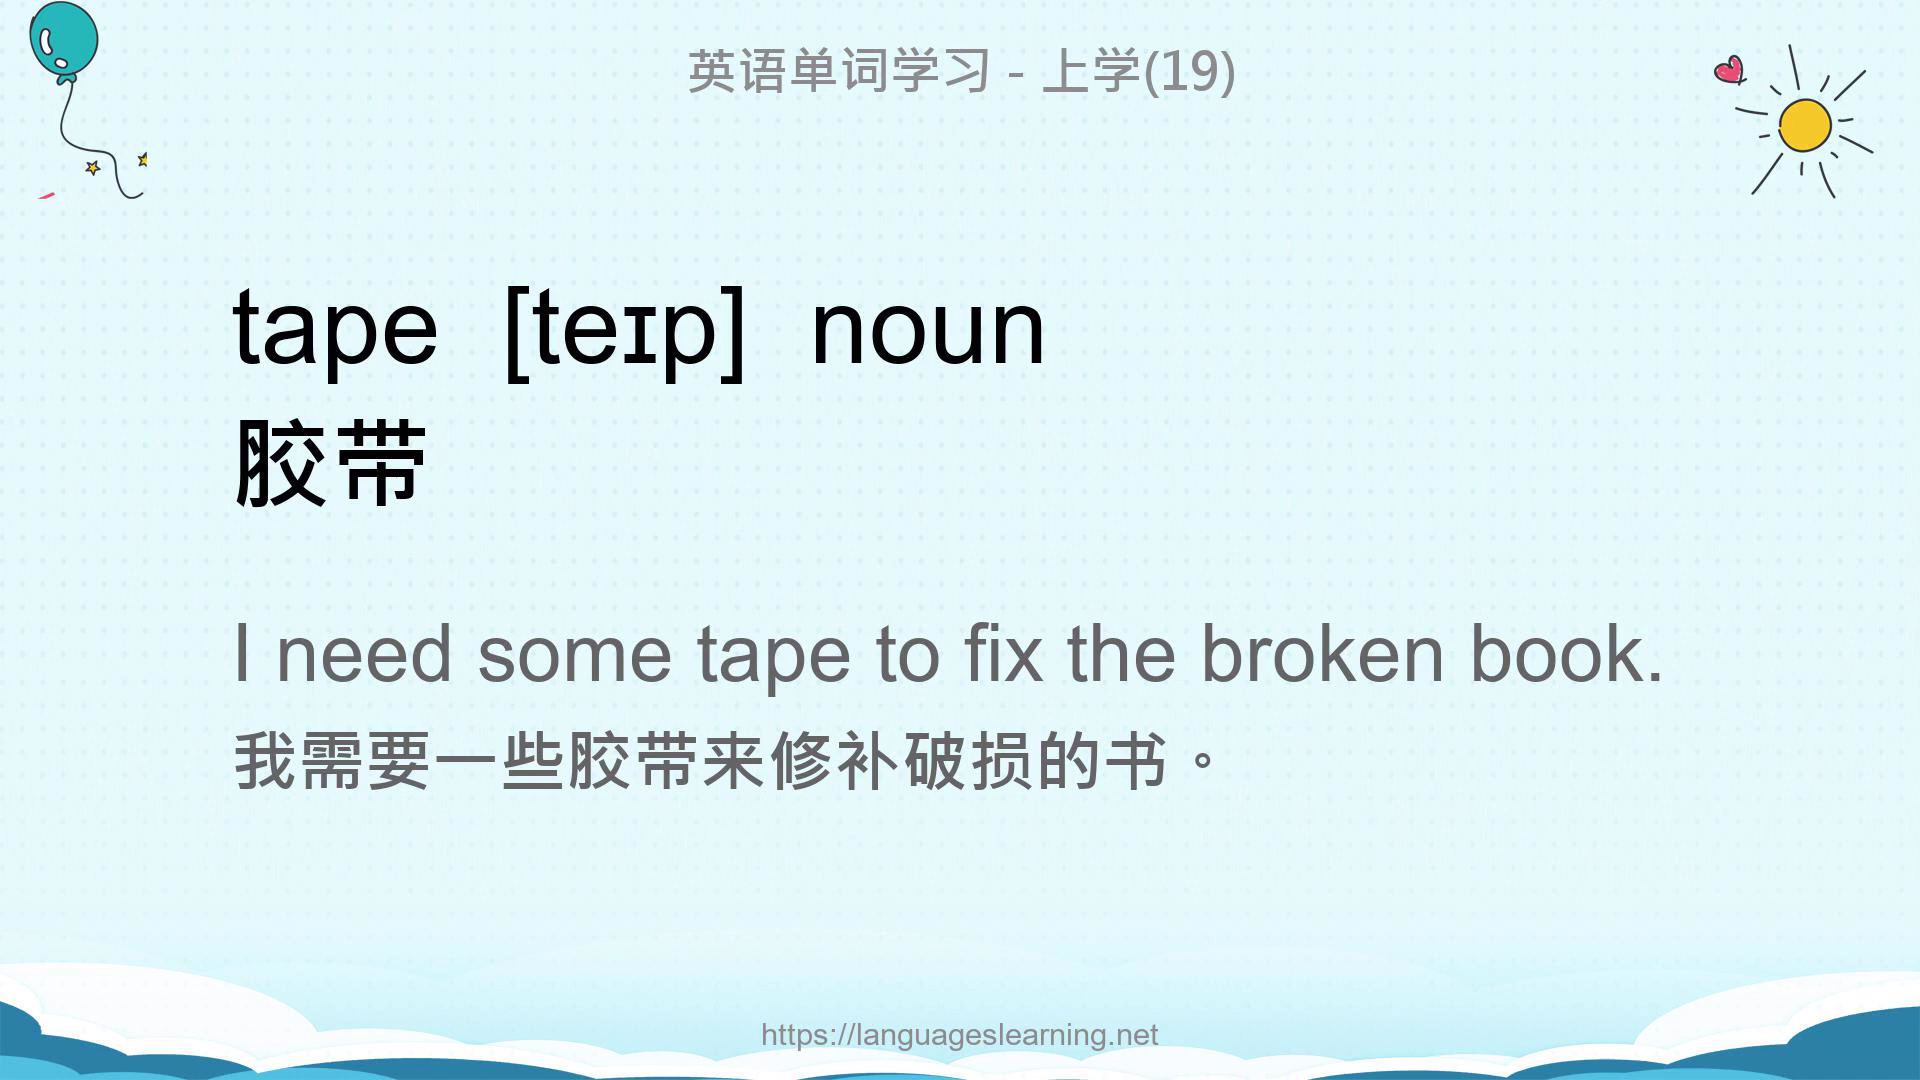 英语单词学习 - 上学(19)
tape [teɪp] noun
胶带
I need some tape to fix the broken book.
我需要一些胶带来修补破损的书。
https://languageslearning.net